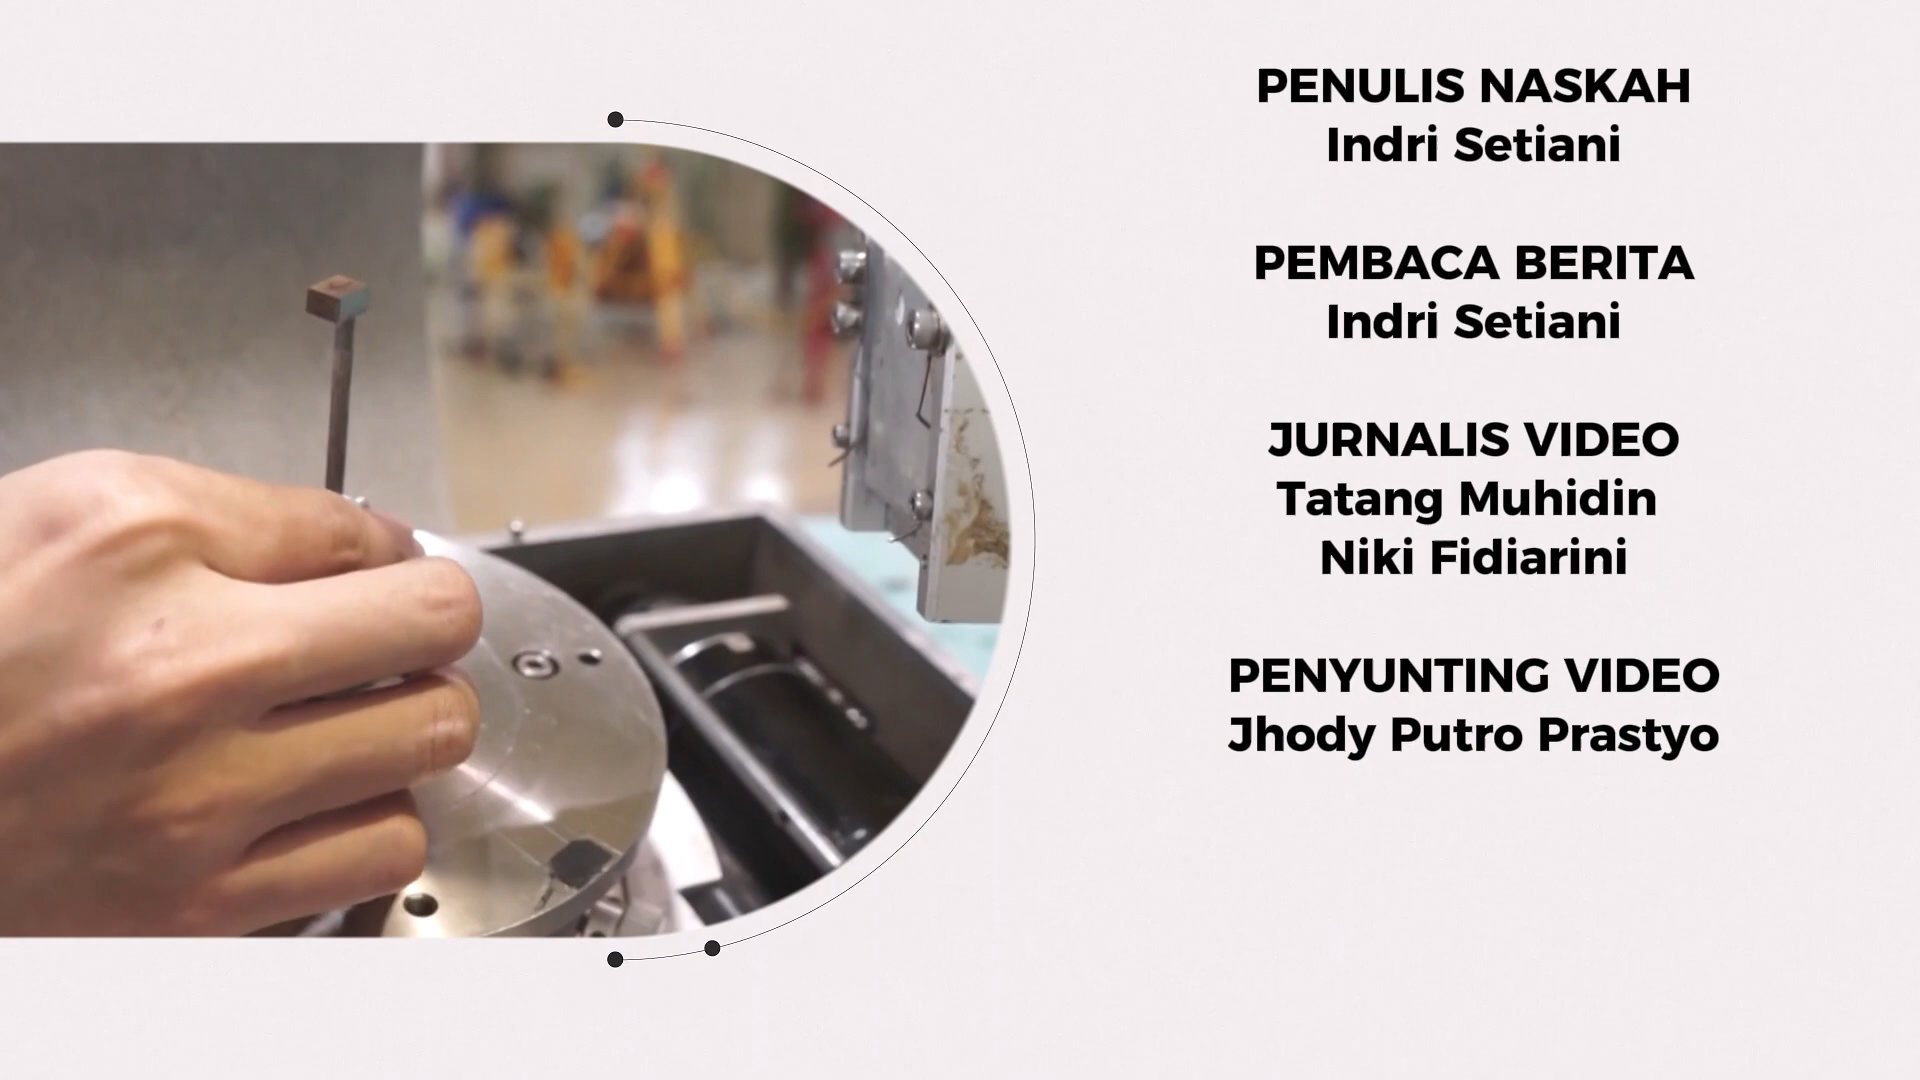 PENULIS NASKAH
Indri Setiani
PEMBACA BERITA
Indri Setiani
JURNALIS VIDEO
Tatang Muhidin
Niki Fidiarini
PENYUNTING VIDEO
Jhody Putro Prastyo